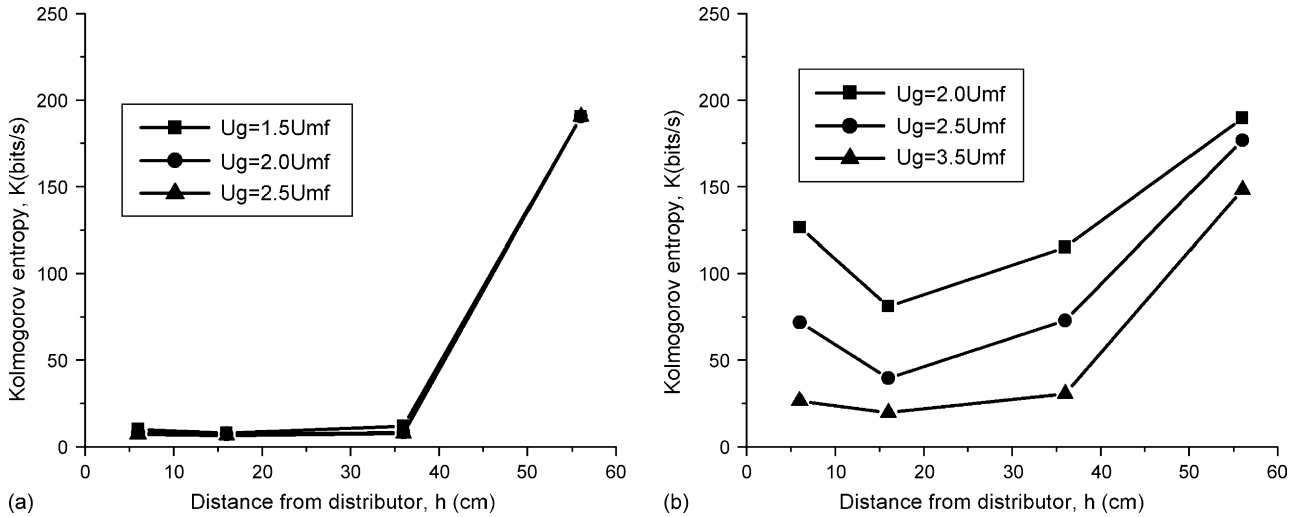 250
200
150
100
50
0
Kolmogorov entropy, K(bits/s)
Ug=1.5Umf
Ug=2.0Umf
Ug=2.5Umf
0 10 20 30 40 50 60
(a) Distance from distributor, h (cm)
250
200
150
100
50
0
Kolmogorov entropy, K(bits/s)
Ug=2.0Umf
Ug=2.5Umf
Ug=3.5Umf
0 10 20 30 40 50 60
(b) Distance from distributor, h (cm)